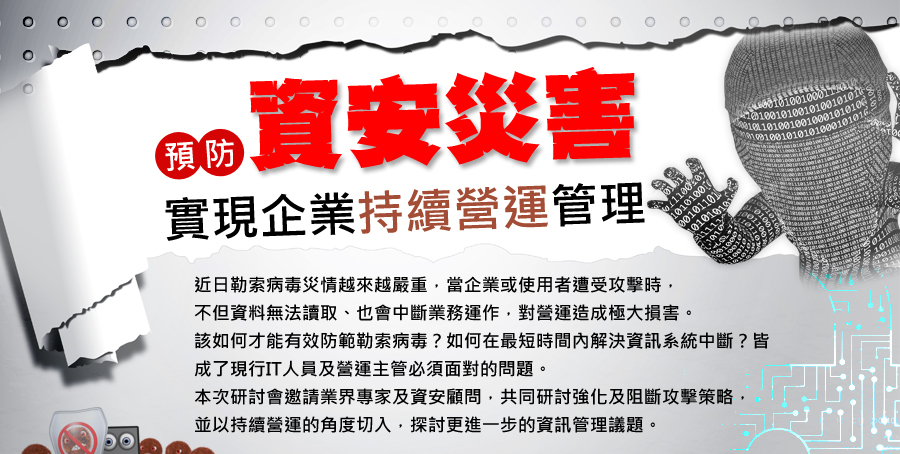 預防 資安災害
實現企業持續營運管理
近日勒索病毒災情越來越嚴重，當企業或使用者遭受攻擊時，
不但資料無法讀取、也會中斷業務運作，對營運造成極大損害。
該如何才能有效防範勒索病毒？如何在最短時間內解決資訊系統中斷？皆
成了現行IT人員及營運主管必須面對的問題。
本次研討會邀請業界專家及資安顧問，共同研討強化及阻斷攻擊策略，
並以持續營運的角度切入，探討更進一步的資訊管理議題。